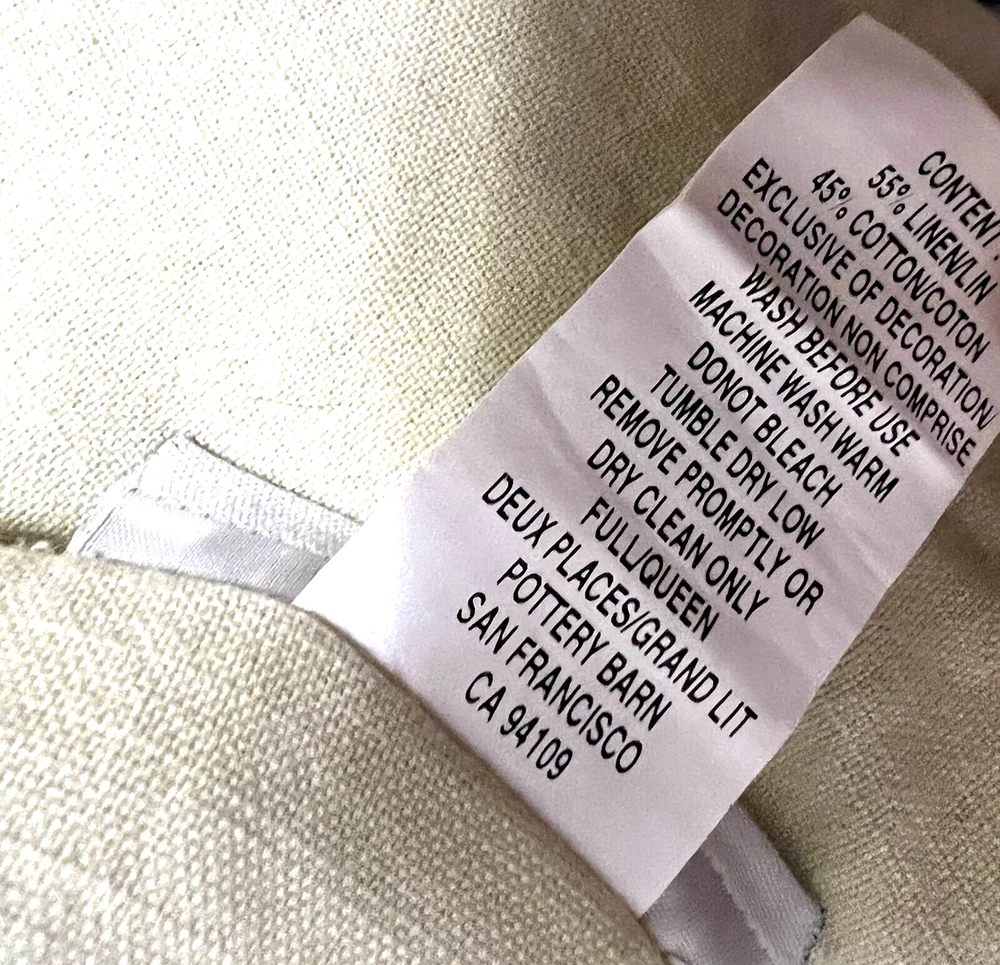 CONTENT
55% LINEN/LIN
45% COTTON/COTON
EXCLUSIVE OF DECORATION/
DECORATION NON COMPRISE
WASH BEFORE USE
MACHINE WASH WARM
DONOT BLEACH
TUMBLE DRY LOW
REMOVE PROMPTLY OR
DRY CLEAN ONLY
FULL/QUEEN
DEUX PLACES/GRAND LIT
POTTERY BARN
SAN FRANCISCO
CA 94109